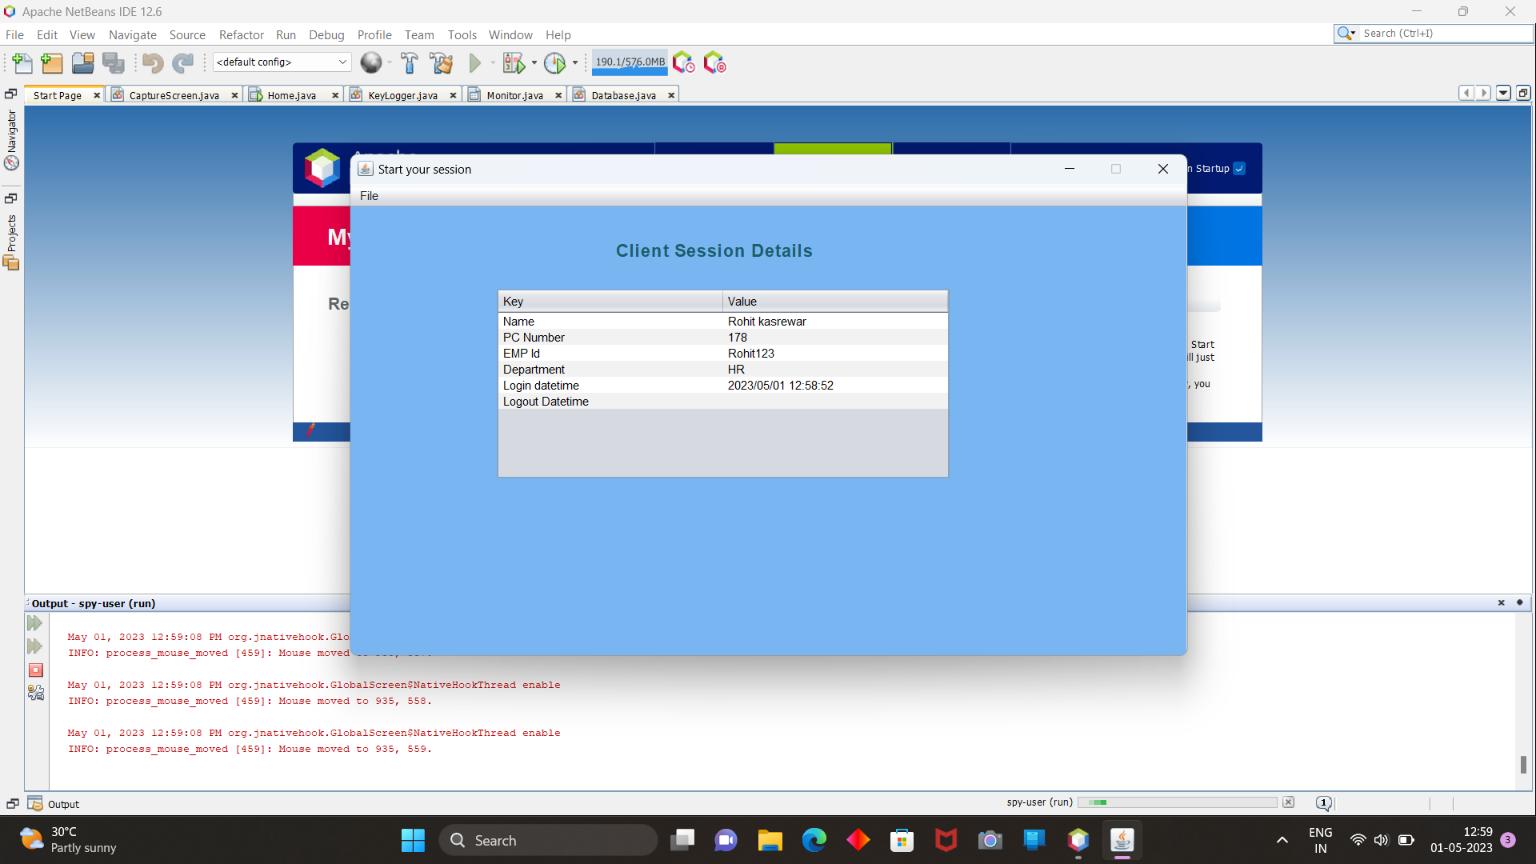 Apache NetBeans IDE 12.6
File Edit View Navigate Source Refactor Run Debug Profile Team Tools Window Help
Search (Ctrl+I)
<default config>
190.1/576.0MB
Start Page CaptureScreen.java Home.java KeyLogger.java Monitor.java Database.java
Navigator
Projects
n Startup
My
Re
Start
ll just
, you
Start your session
File
Client Session Details
Key Value
Name Rohit kasrewar
PC Number 178
EMP Id Rohit123
Department HR
Login datetime 2023/05/01 12:58:52
Logout Datetime
Output - spy-user (run)
May 01, 2023 12:59:08 PM org.jnativehook.Glo
INFO: process_mouse_moved [459]: Mouse moved
May 01, 2023 12:59:08 PM org.jnativehook.GlobalScreen$NativeHookThread enable
INFO: process_mouse_moved [459]: Mouse moved to 935, 558.
May 01, 2023 12:59:08 PM org.jnativehook.GlobalScreen$NativeHookThread enable
INFO: process_mouse_moved [459]: Mouse moved to 935, 559.
Output
spy-user (run)
1
30°C
Partly sunny
Search
ENG
IN
12:59
01-05-2023
3